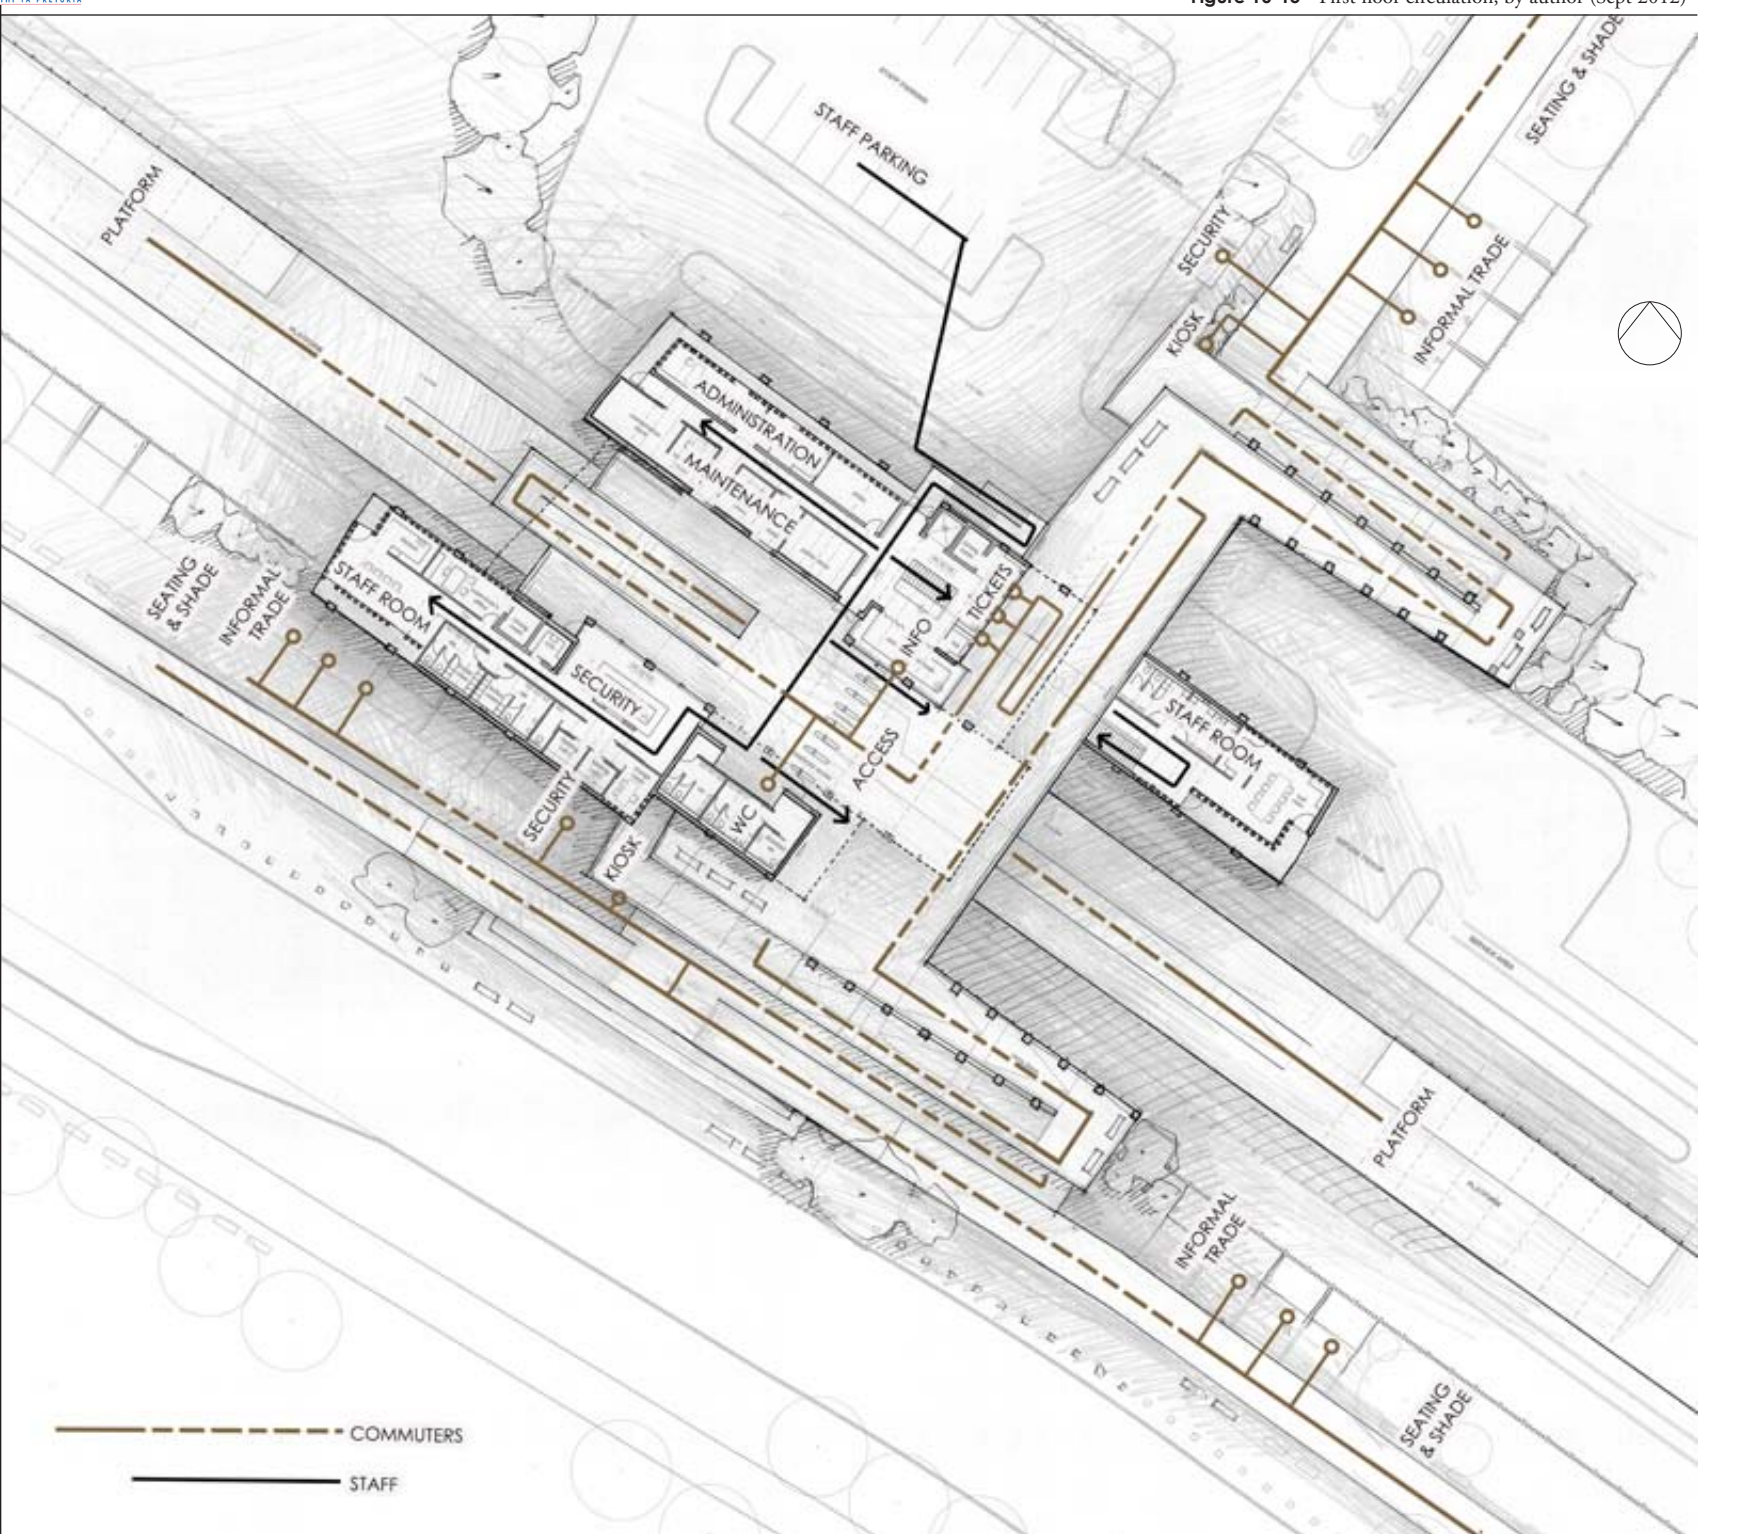 Figure 10-10 First floor circulation, by author (Sept 2012)
SEATING & SHADE
STAFF PARKING
PLATFORM
SECURITY
INFORMAL TRADE
KIOSK
ADMINISTRATION
MAINTENANCE
TICKETS
INFO
STAFF ROOM
SECURITY
SEATING
& SHADE
INFORMAL
TRADE
ACCESS
STAFF ROOM
WC
SECURITY
KIOSK
PLATFORM
INFORMAL
TRADE
SEATING
& SHADE
COMMUTERS
STAFF